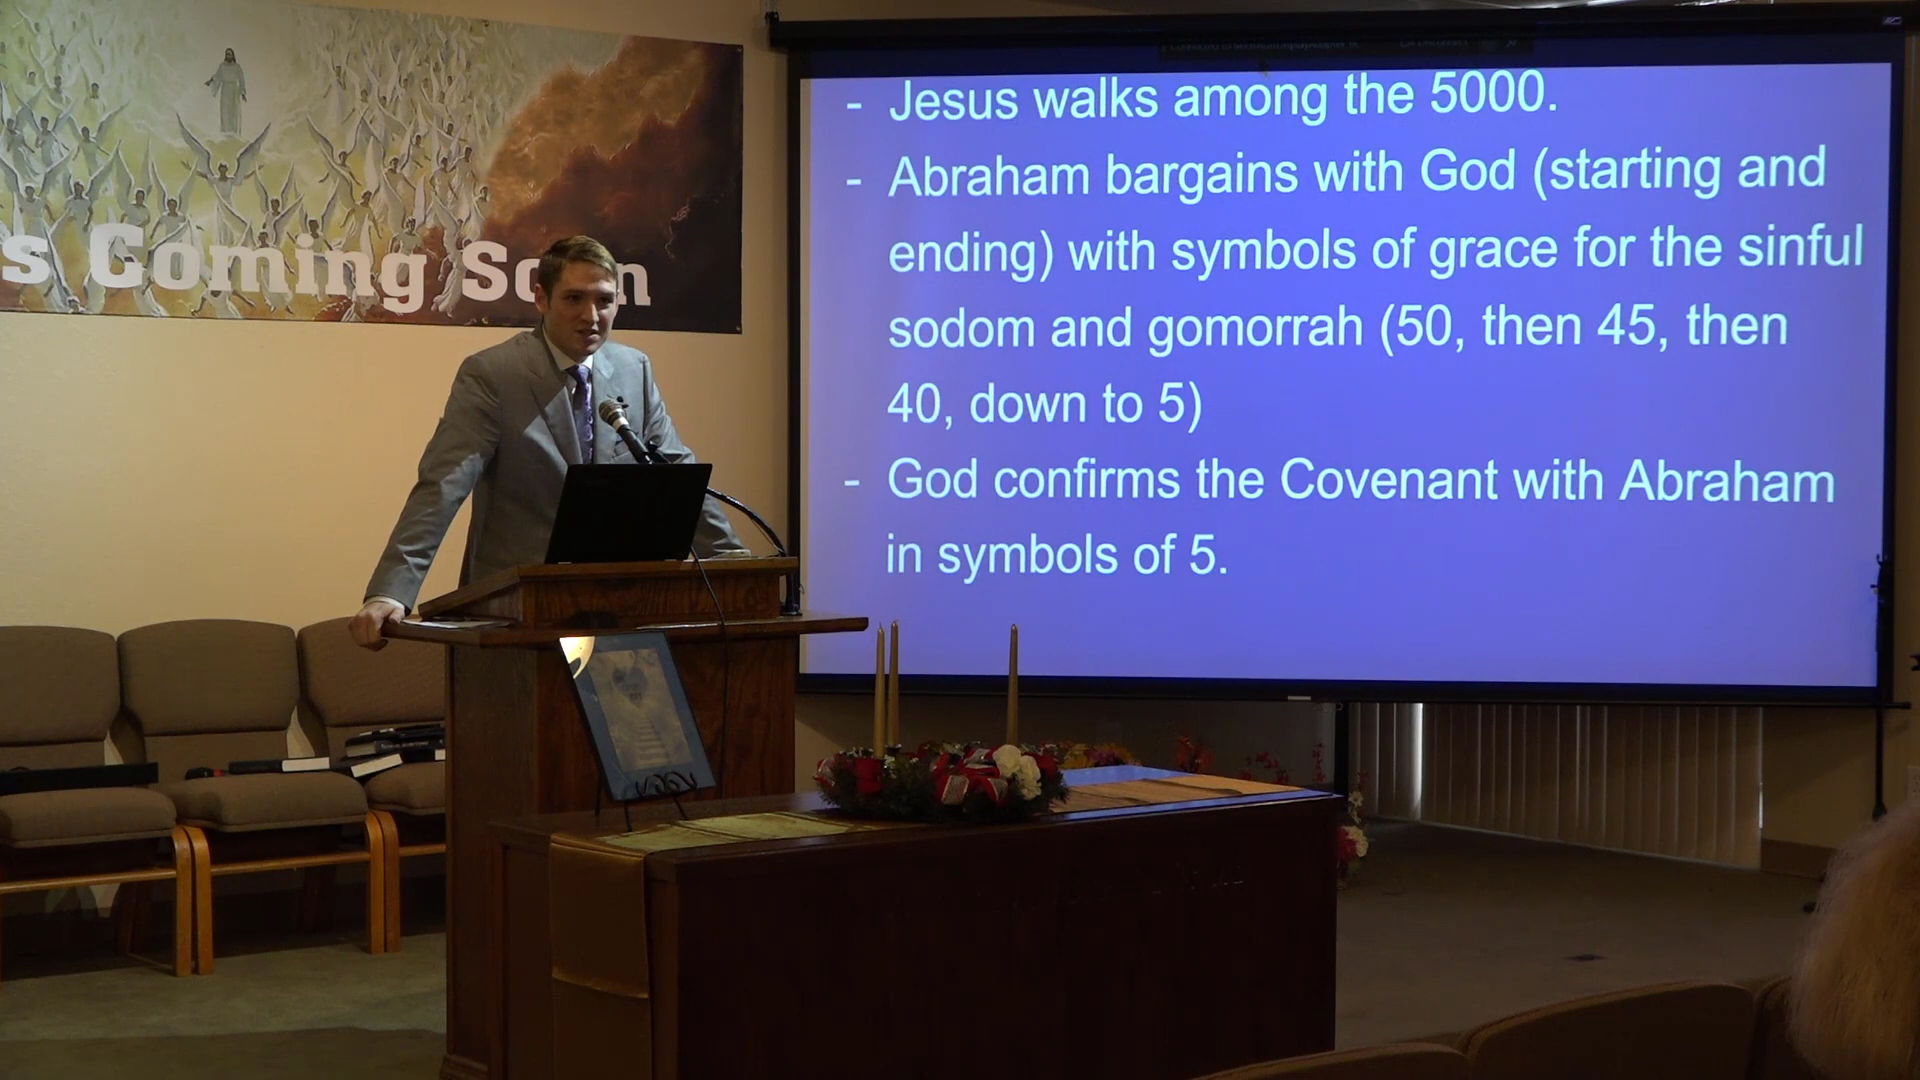 s Coming So n
- Jesus walks among the 5000.
- Abraham bargains with God (starting and
ending) with symbols of grace for the sinful
sodom and gomorrah (50, then 45, then
40, down to 5)
- God confirms the Covenant with Abraham
in symbols of 5.